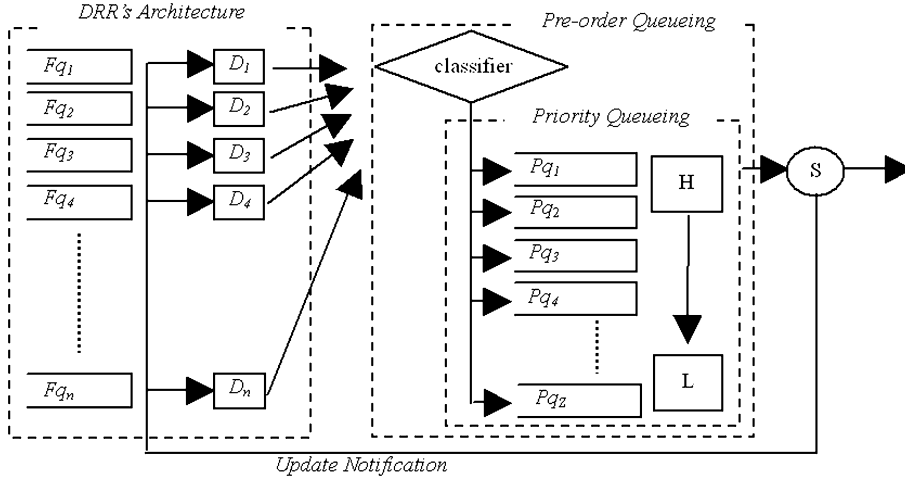 DRR's Architecture
Pre-order Queueing
Fq1
D1
classifier
Fq2
D2
Priority Queueing
Fq3
D3
Pq1
H
S
Fq4
D4
Pq2
Pq3
Pq4
L
Fqn
Dn
PqZ
Update Notification